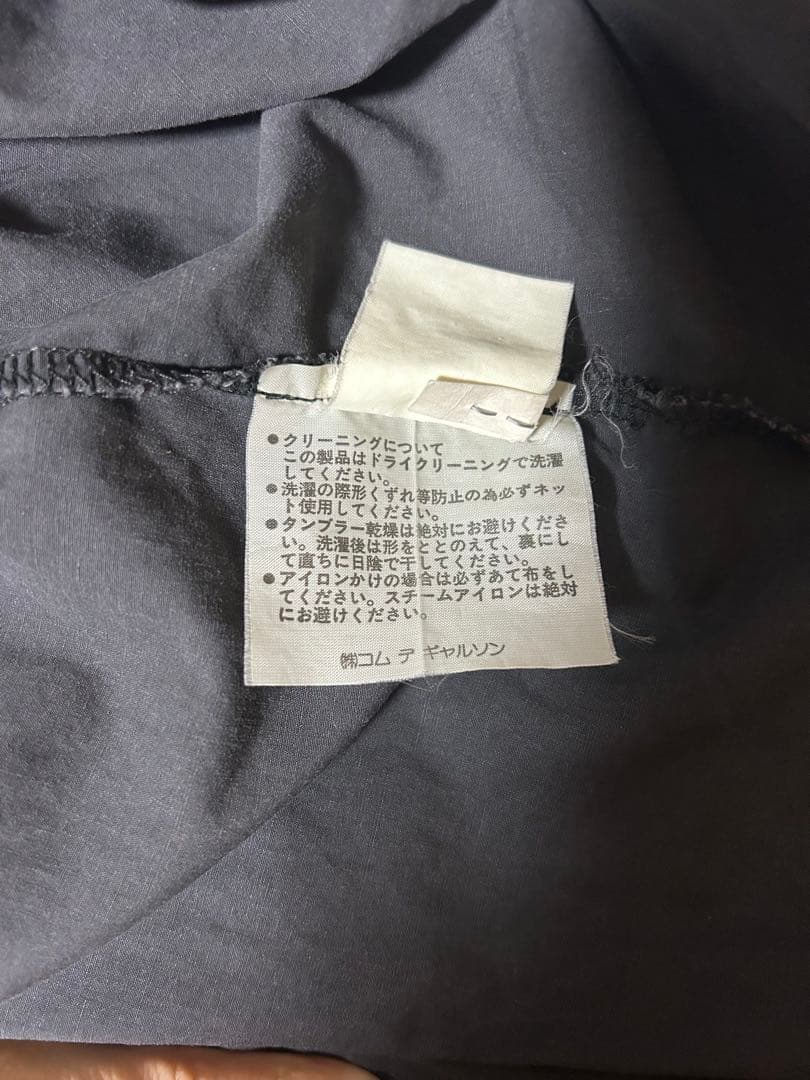 ●クリーニングについて
この製品はドライクリーニングで洗濯
してください。
●洗濯の際形くずれ等防止の為必ずネッ
ト使用してください。
●タンブラー乾燥は絶対にお避けくださ
い。洗濯後は形をととのえて、裏にし
て直ちに日陰で干してください。
●アイロンかけの場合は必ずあて布をし
てください。スチームアイロンは絶対
にお避けください。
㈱コム デ ギャルソン